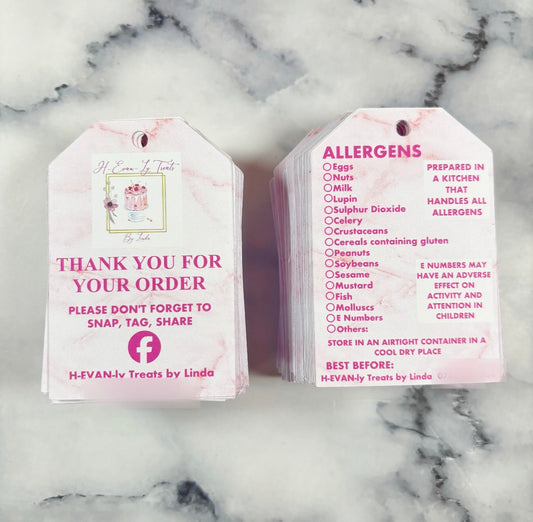 H-Evan-Ly Treats
By Linda
THANK YOU FOR
YOUR ORDER
PLEASE DON'T FORGET TO
SNAP, TAG, SHARE
f
H-EVAN-ly Treats by Linda
ALLERGENS
Eggs
Nuts
Milk
Lupin
Sulphur Dioxide
Celery
Crustaceans
Cereals containing gluten
Peanuts
Soybeans
Sesame
Mustard
Fish
Molluscs
E Numbers
Others:
PREPARED IN
A KITCHEN
THAT
HANDLES ALL
ALLERGENS
E NUMBERS MAY
HAVE AN ADVERSE
EFFECT ON
ACTIVITY AND
ATTENTION IN
CHILDREN
STORE IN AN AIRTIGHT CONTAINER IN A
COOL DRY PLACE
BEST BEFORE:
H-EVAN-ly Treats by Linda